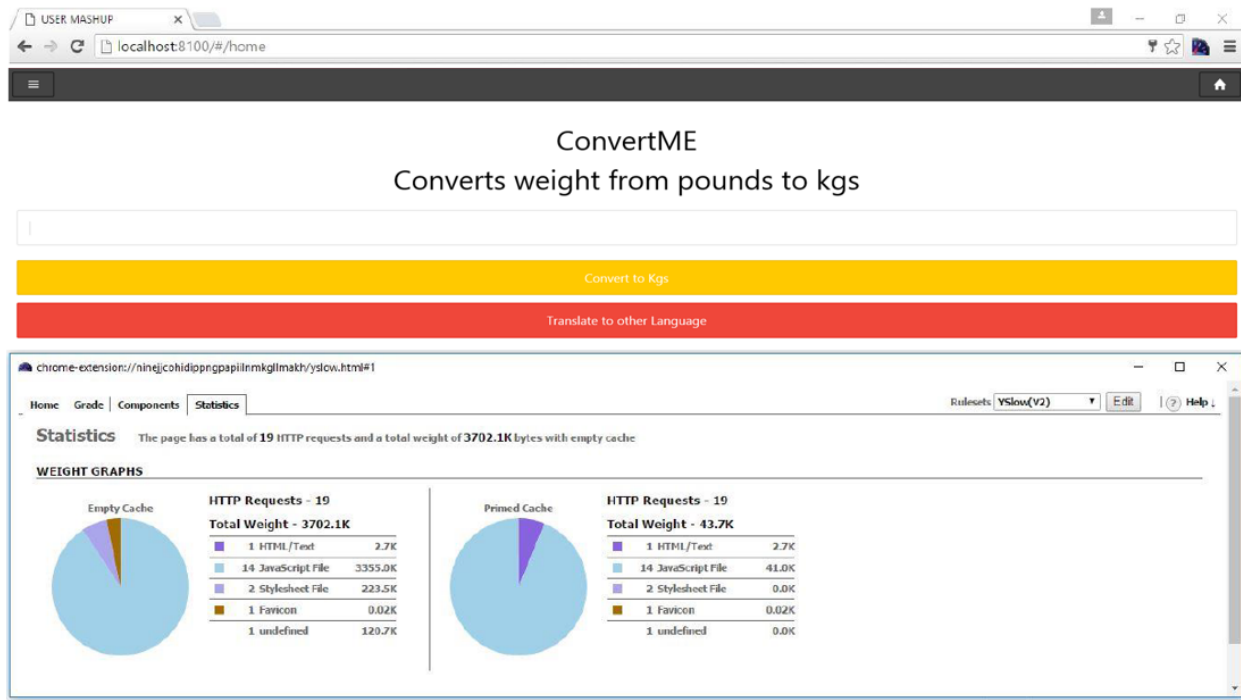 USER MASHUP
localhost:8100/#/home
ConvertME
Converts weight from pounds to kgs
Convert to Kgs
Translate to other Language
chrome-extension://ninejjcohidippngpapiilnmkgllmakh/yslow.html#1
Home Grade Components Statistics Rulesets YSlow(V2) Edit ? Help ↓
Statistics The page has a total of 19 HTTP requests and a total weight of 3702.1K bytes with empty cache
WEIGHT GRAPHS
Empty Cache
HTTP Requests - 19
Total Weight - 3702.1K
1 HTML/Text 2.7K
14 JavaScript File 3355.0K
2 Stylesheet File 223.5K
1 Favicon 0.02K
1 undefined 120.7K
Primed Cache
HTTP Requests - 19
Total Weight - 43.7K
1 HTML/Text 2.7K
14 JavaScript File 41.0K
2 Stylesheet File 0.0K
1 Favicon 0.02K
1 undefined 0.0K